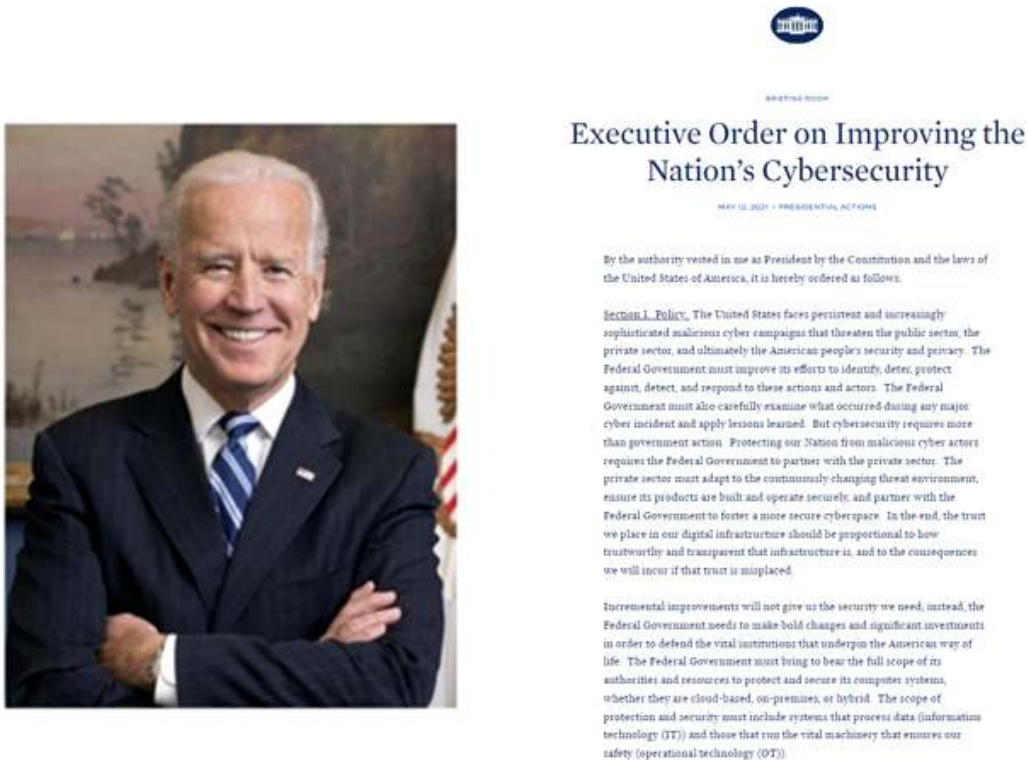 BRIEFING ROOM
Executive Order on Improving the
Nation's Cybersecurity
MAY 12, 2021 • PRESIDENTIAL ACTIONS
By the authority vested in me as President by the Constitution and the laws of
the United States of America, it is hereby ordered as follows:
Section 1. Policy. The United States faces persistent and increasingly
sophisticated malicious cyber campaigns that threaten the public sector, the
private sector, and ultimately the American people's security and privacy. The
Federal Government must improve its efforts to identify, deter, protect
against, detect, and respond to these actions and actors. The Federal
Government must also carefully examine what occurred during any major
cyber incident and apply lessons learned. But cybersecurity requires more
than government action. Protecting our Nation from malicious cyber actors
requires the Federal Government to partner with the private sector. The
private sector must adapt to the continuously changing threat environment,
ensure its products are built and operate securely, and partner with the
Federal Government to foster a more secure cyberspace. In the end, the trust
we place in our digital infrastructure should be proportional to how
trustworthy and transparent that infrastructure is, and to the consequences
we will incur if that trust is misplaced.
Incremental improvements will not give us the security we need; instead, the
Federal Government needs to make bold changes and significant investments
in order to defend the vital institutions that underpin the American way of
life. The Federal Government must bring to bear the full scope of its
authorities and resources to protect and secure its computer systems,
whether they are cloud-based, on-premises, or hybrid. The scope of
protection and security must include systems that process data (information
technology (IT)) and those that run the vital machinery that ensures our
safety (operational technology (OT)).